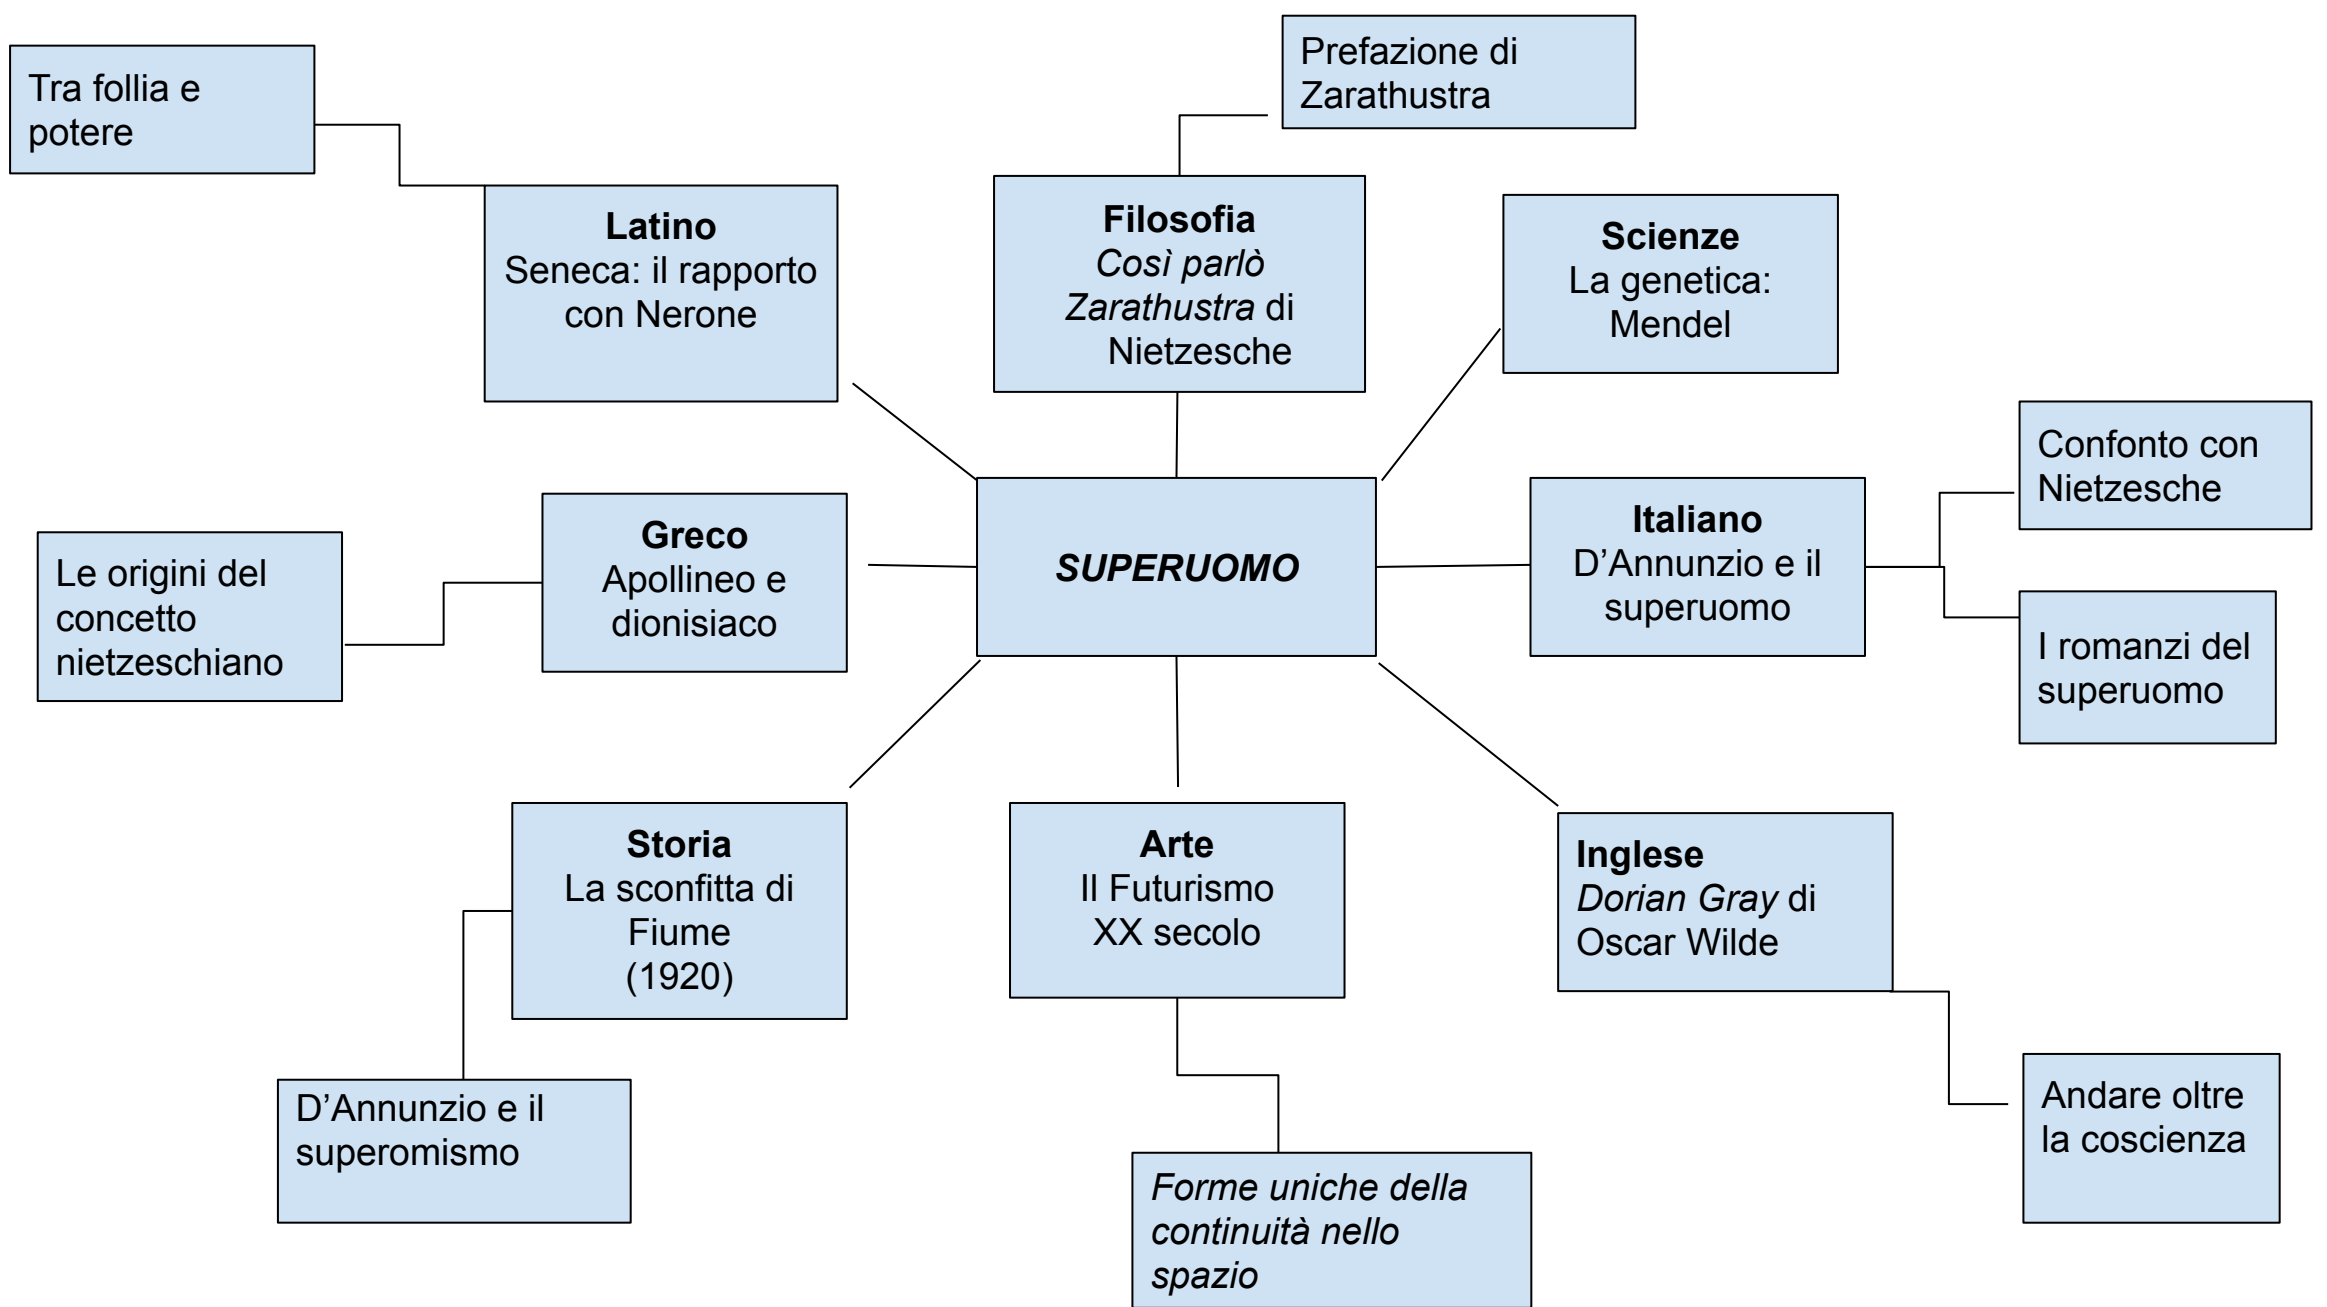 Prefazione di
Zarathustra
Tra follia e
potere
Latino
Seneca: il rapporto
con Nerone
Filosofia
Così parlò
Zarathustra di
Nietzesche
Scienze
La genetica:
Mendel
Confonto con
Nietzesche
Greco
Apollineo e
dionisiaco
SUPERUOMO
Italiano
D’Annunzio e il
superuomo
Le origini del
concetto
nietzeschiano
I romanzi del
superuomo
Storia
La sconfitta di
Fiume
(1920)
Arte
Il Futurismo
XX secolo
Inglese
Dorian Gray di
Oscar Wilde
D’Annunzio e il
superomismo
Andare oltre
la coscienza
Forme uniche della
continuità nello
spazio